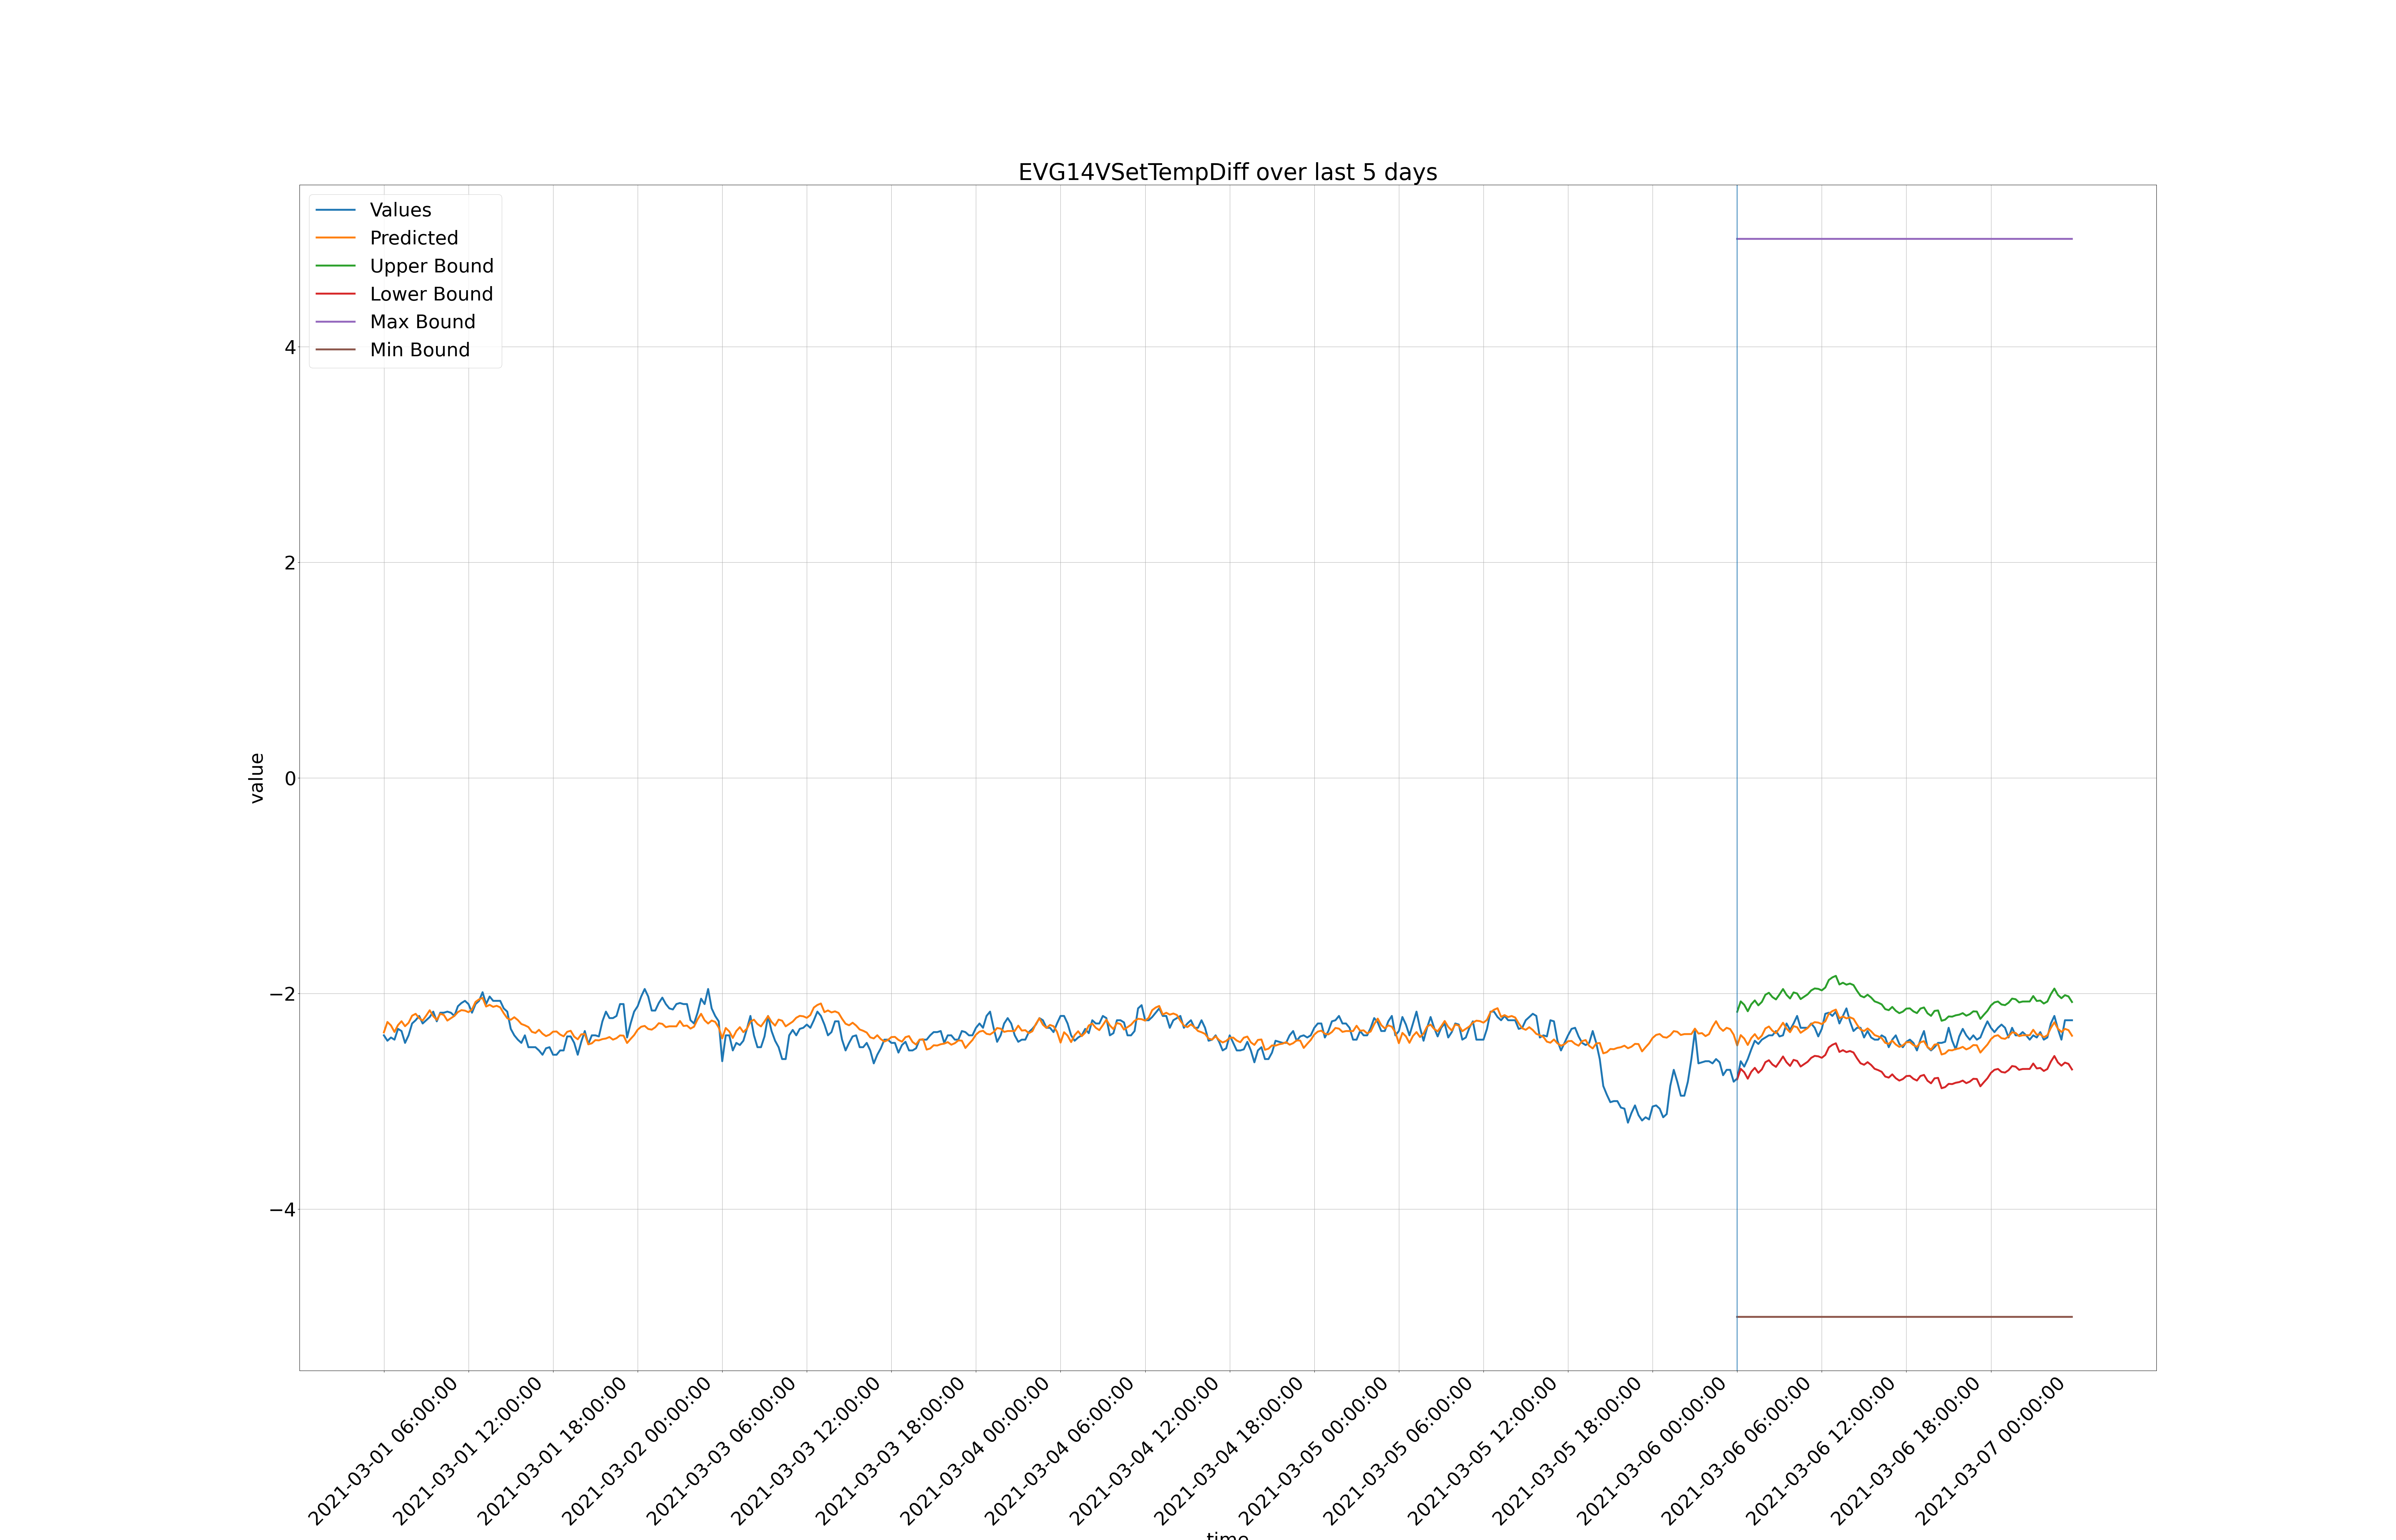 EVG14VSetTempDiff over last 5 days
Values
Predicted
Upper Bound
Lower Bound
Max Bound
Min Bound
4
2
0
−2
−4
value
2021-03-01 06:00:00
2021-03-01 12:00:00
2021-03-01 18:00:00
2021-03-02 00:00:00
2021-03-03 06:00:00
2021-03-03 12:00:00
2021-03-03 18:00:00
2021-03-04 00:00:00
2021-03-04 06:00:00
2021-03-04 12:00:00
2021-03-04 18:00:00
2021-03-05 00:00:00
2021-03-05 06:00:00
2021-03-05 12:00:00
2021-03-05 18:00:00
2021-03-06 00:00:00
2021-03-06 06:00:00
2021-03-06 12:00:00
2021-03-06 18:00:00
2021-03-07 00:00:00
time